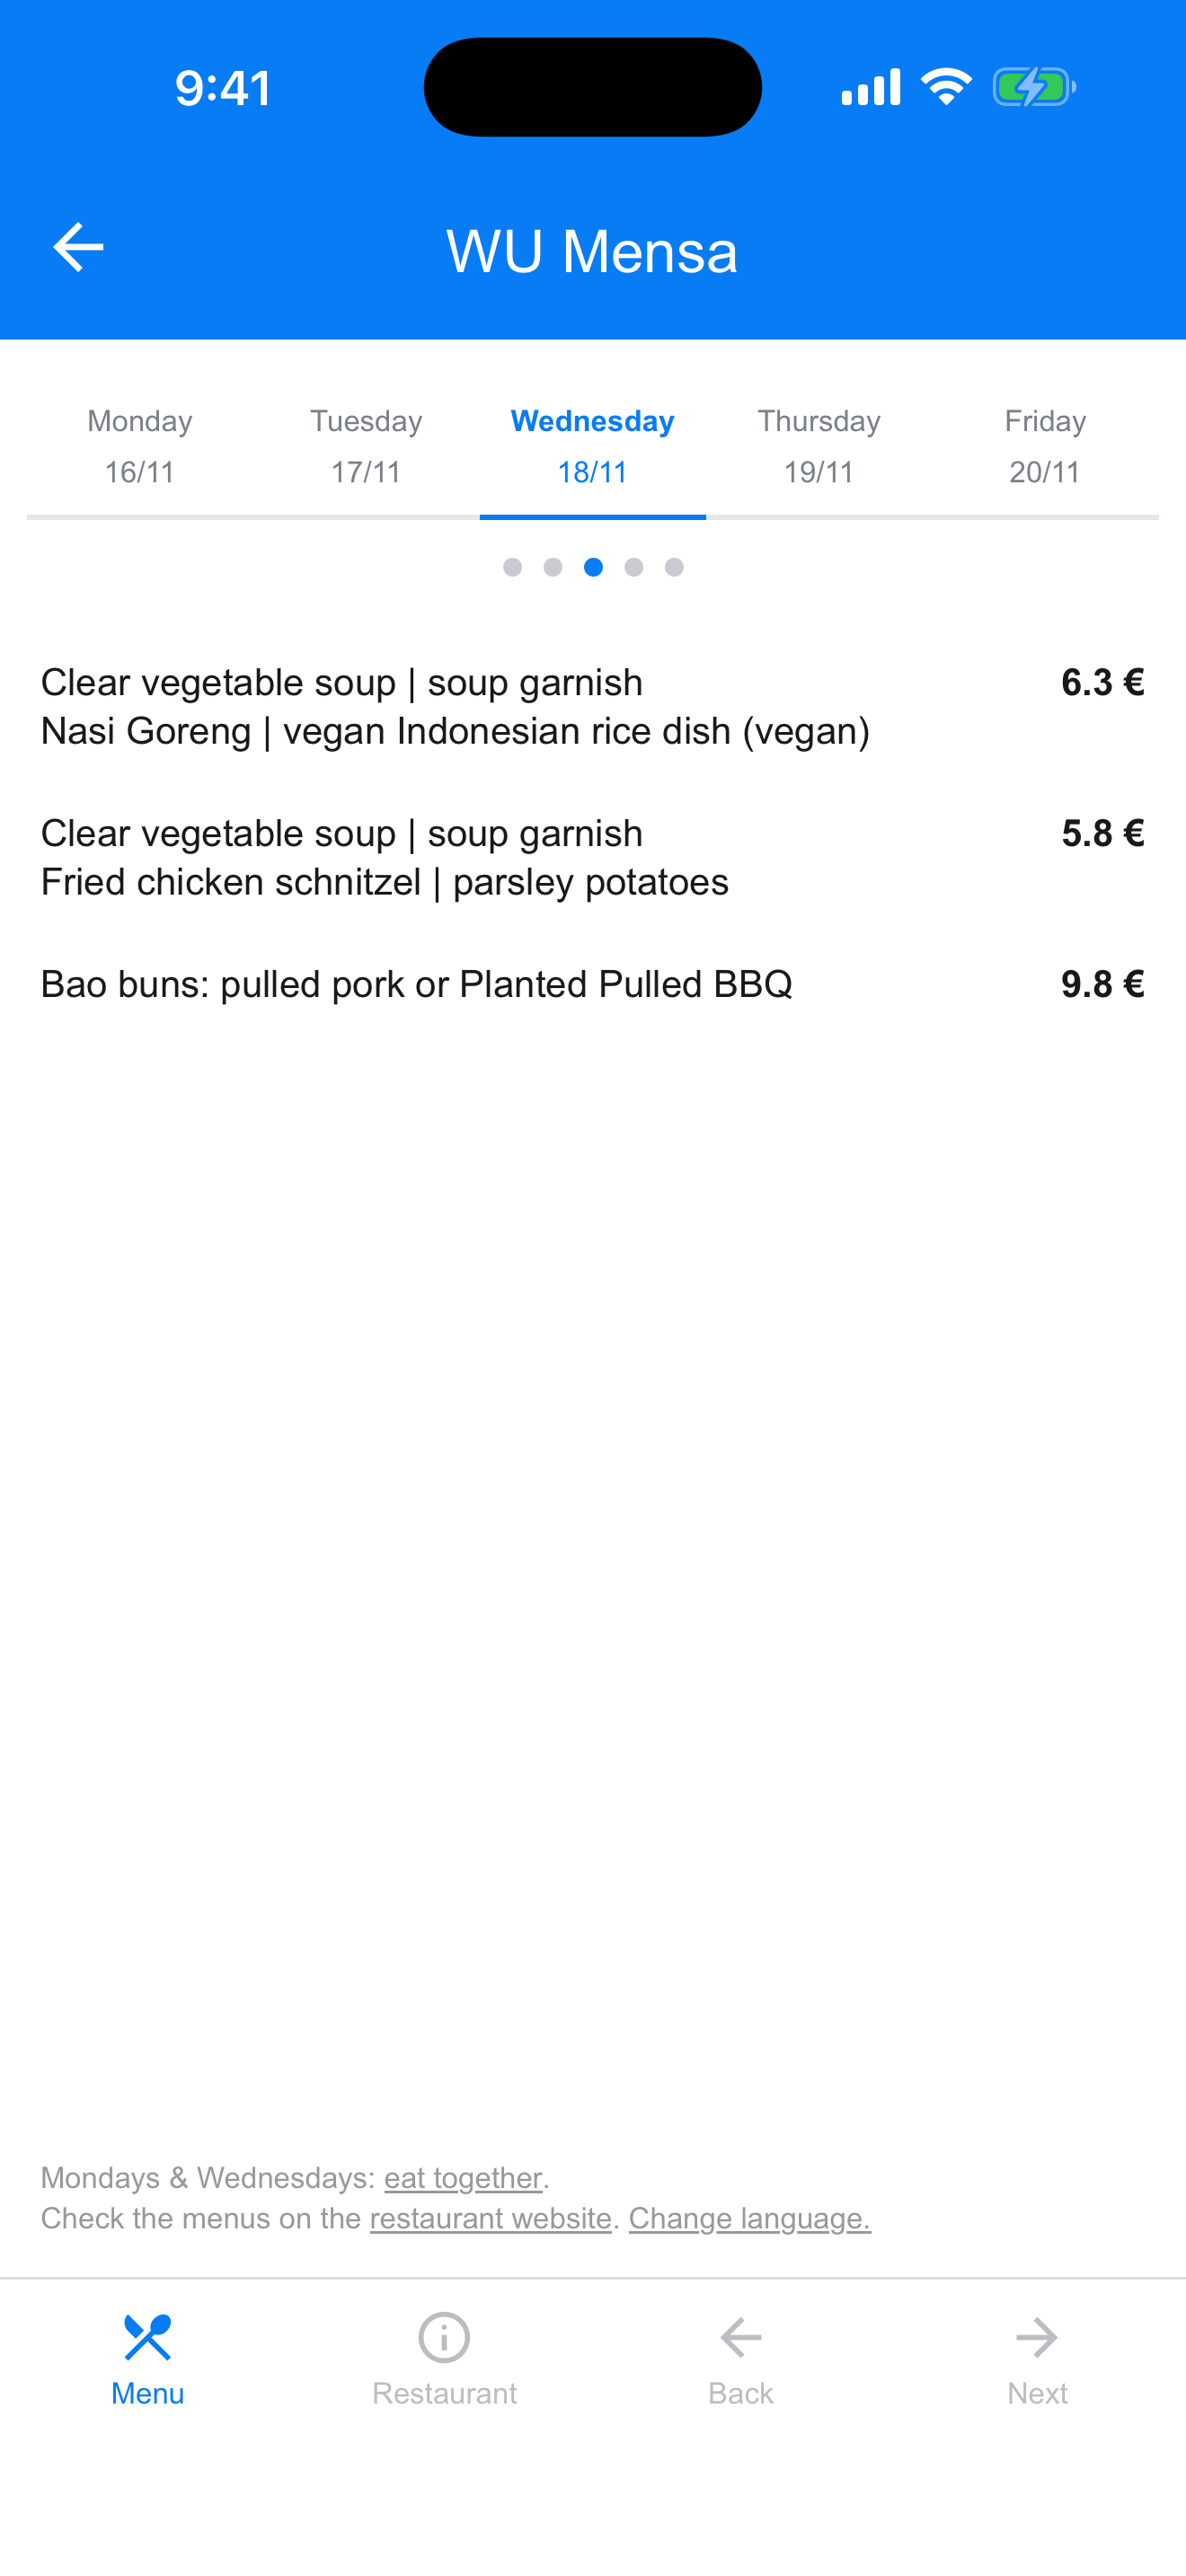 9:41
WU Mensa
Monday Tuesday Wednesday Thursday Friday
16/11 17/11 18/11 19/11 20/11
Clear vegetable soup | soup garnish 6.3 €
Nasi Goreng | vegan Indonesian rice dish (vegan)
Clear vegetable soup | soup garnish 5.8 €
Fried chicken schnitzel | parsley potatoes
Bao buns: pulled pork or Planted Pulled BBQ 9.8 €
Mondays & Wednesdays: eat together.
Check the menus on the restaurant website. Change language.
Menu Restaurant Back Next